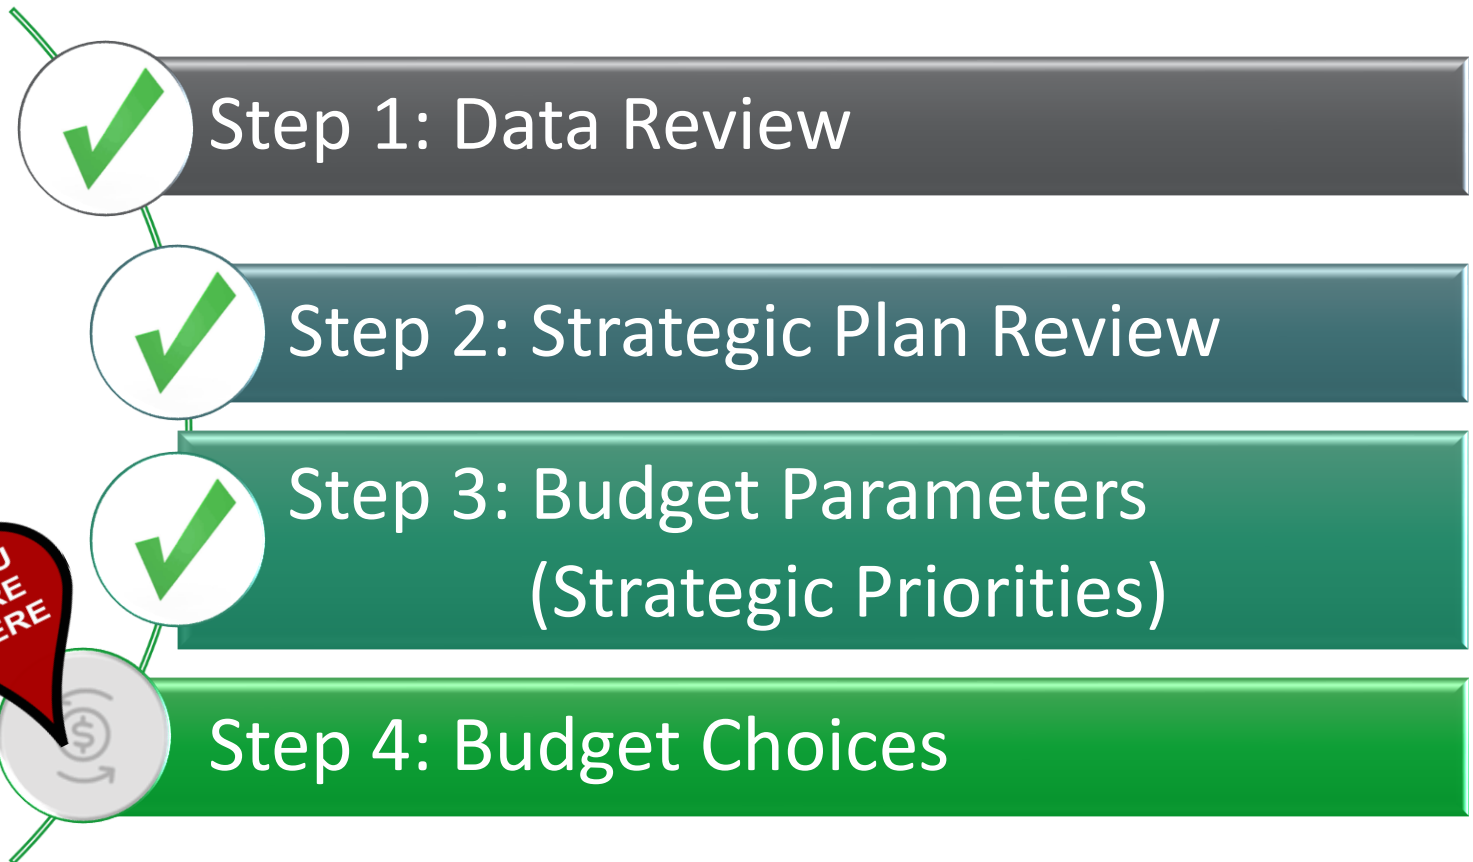 Step 1: Data Review
Step 2: Strategic Plan Review
Step 3: Budget Parameters
(Strategic Priorities)
Step 4: Budget Choices
$